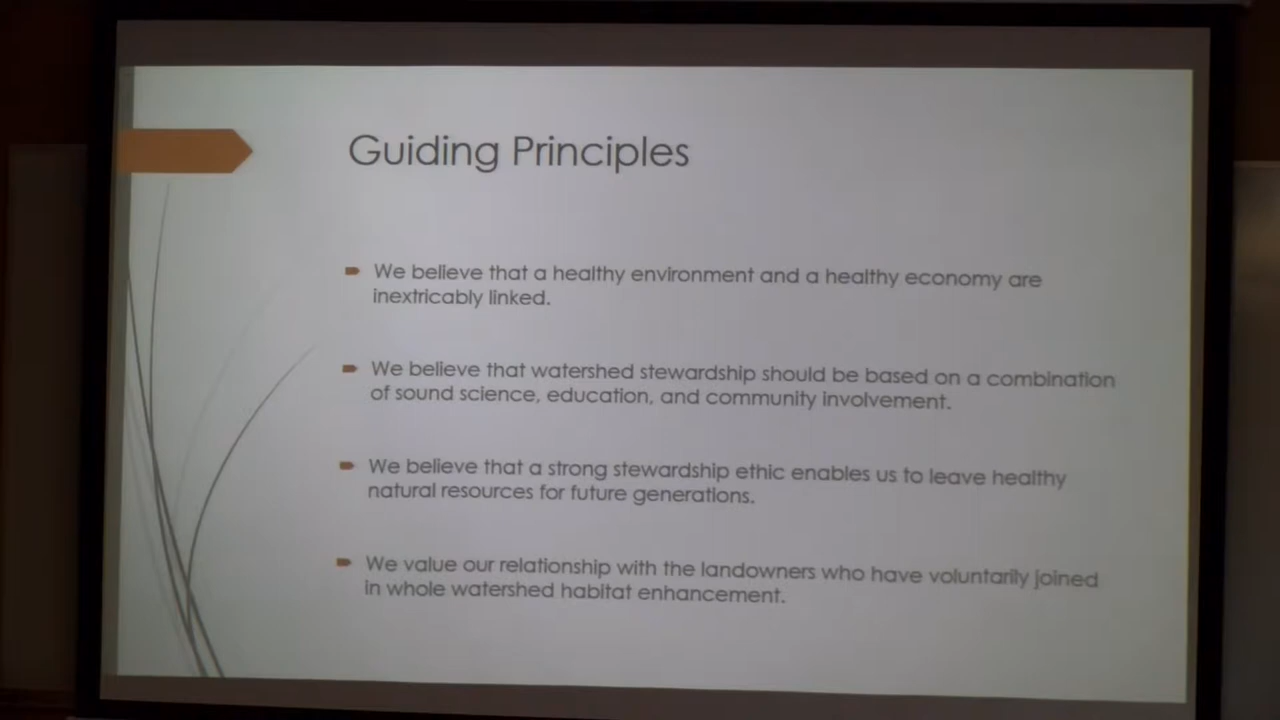 Guiding Principles
We believe that a healthy environment and a healthy economy are
inextricably linked.
We believe that watershed stewardship should be based on a combination
of sound science, education, and community involvement.
We believe that a strong stewardship ethic enables us to leave healthy
natural resources for future generations.
We value our relationship with the landowners who have voluntarily joined
in whole watershed habitat enhancement.